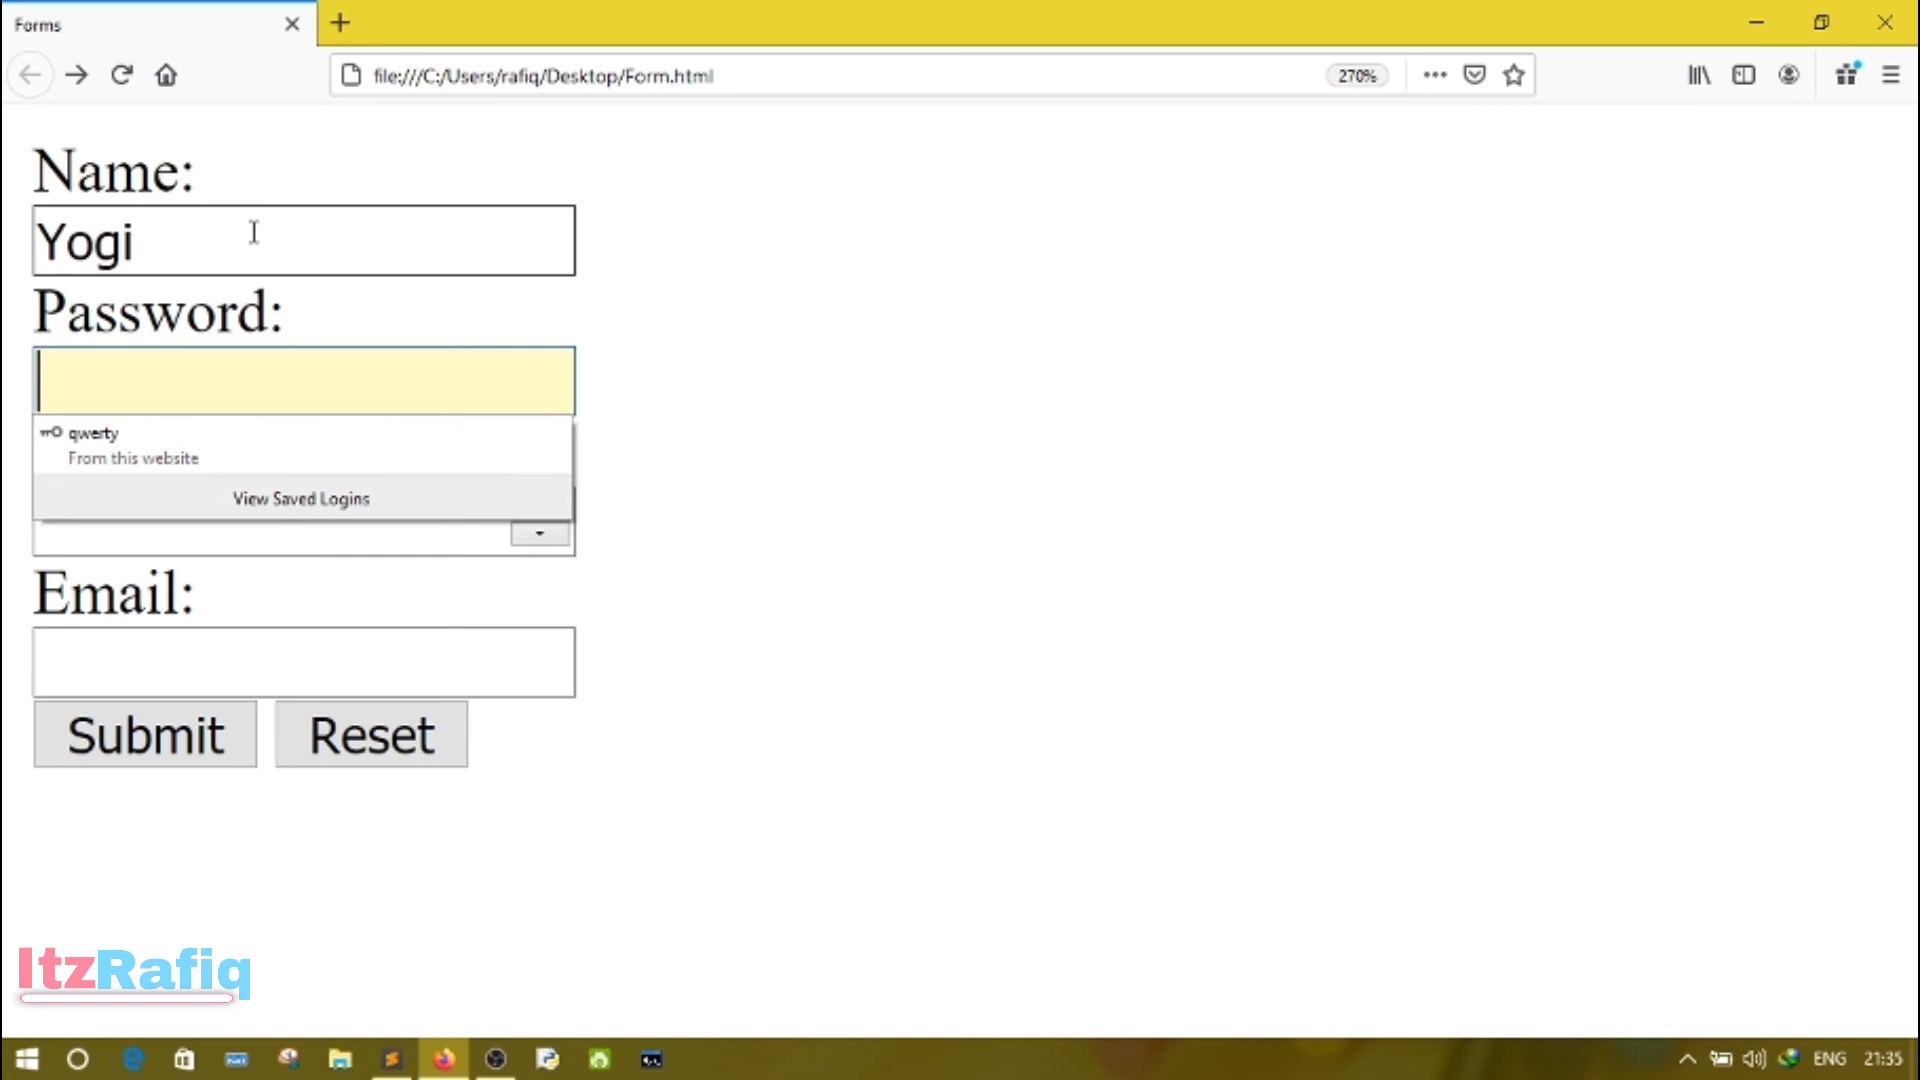 Forms
file:///C:/Users/rafiq/Desktop/Form.html
270%
Name:
Yogi
Password:
qwerty
From this website
View Saved Logins
Email:
Submit Reset
ItzRafiq
ENG 21:35